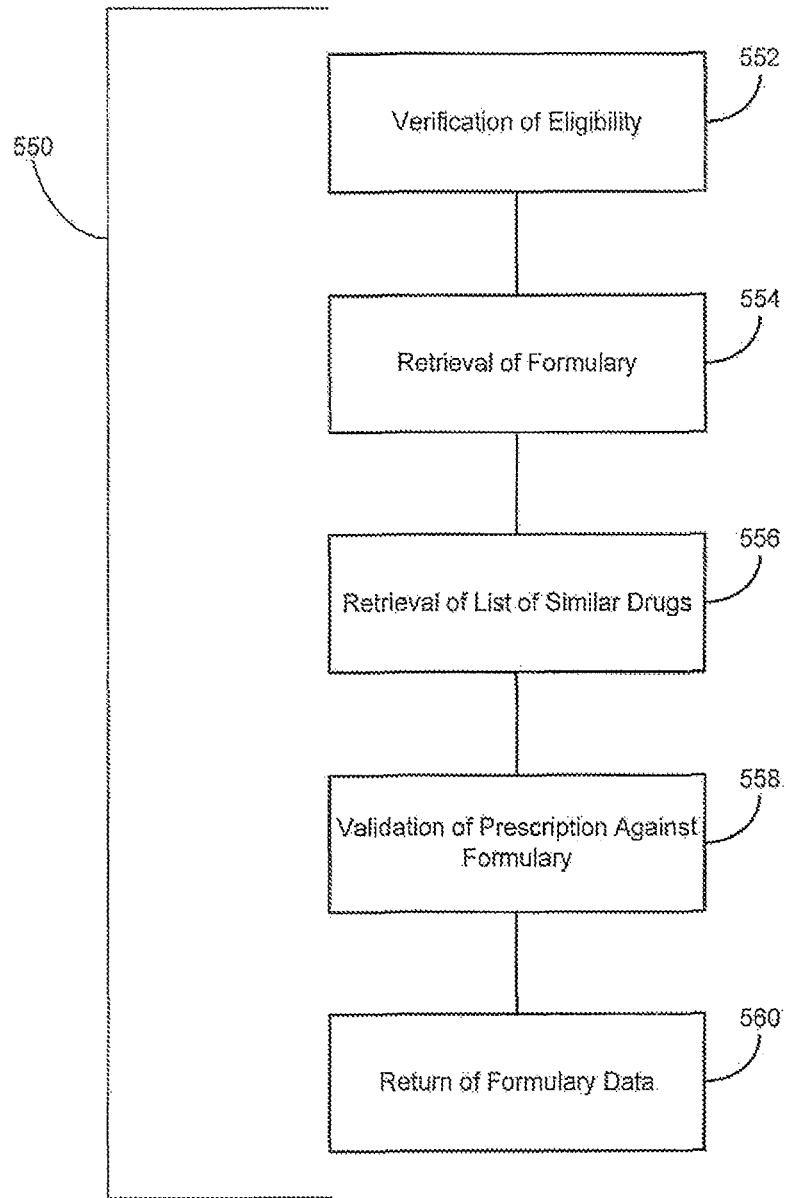 552
Verification of Eligibility
550
554
Retrieval of Formulary
556
Retrieval of List of Similar Drugs
558
Validation of Prescription Against
Formulary
560
Return of Formulary Data